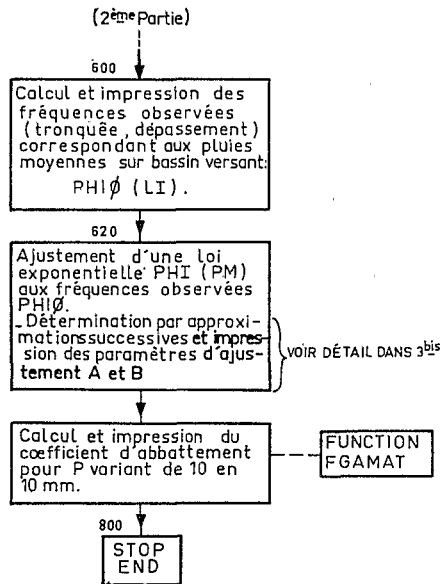 (2ème Partie)
600
Calcul et impression des
fréquences observées
(tronquée, dépassement)
correspondant aux pluies
moyennes sur bassin versant:
PHIØ (LI).
620
Ajustement d'une loi
exponentielle PHI (PM)
aux fréquences observées
PHIØ.
- Détermination par approxi-
mations successives et impres-
sion des paramètres d'ajus-
tement A et B
VOIR DÉTAIL DANS 3bis
Calcul et impression du
coefficient d'abbattement
pour P variant de 10 en
10 mm.
FUNCTION
FGAMAT
800
STOP
END